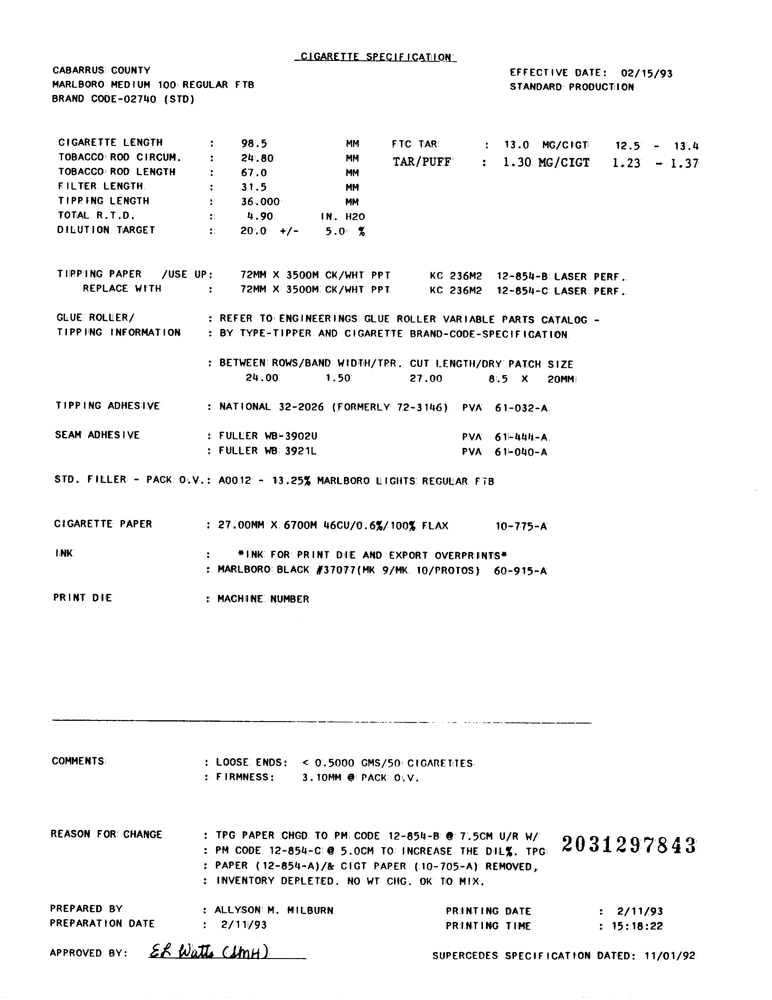 CIGARETTE SPECIFICATION
CABARRUS COUNTY
EFFECTIVE DATE: 02/15/93
MARLBORO MEDIUM 100 REGULAR FTB
STANDARD PRODUCTION
BRAND CODE-02740 (STD)
CIGARETTE LENGTH : 98.5 MM FTC TAR : 13.0 MG/CIGT 12.5 - 13.4
TOBACCO ROD CIRCUM. : 24.80 MM TAR/PUFF : 1.30 MG/CIGT 1.23 - 1.37
TOBACCO ROD LENGTH : 67.0 MM
FILTER LENGTH : 31.5 MM
TIPPING LENGTH : 36.000 MM
TOTAL R.T.D. : 4.90 IN. H2O
DILUTION TARGET : 20.0 +/- 5.0 %
TIPPING PAPER /USE UP: 72MM X 3500M CK/WHT PPT KC 236M2 12-854-B LASER PERF.
REPLACE WITH : 72MM X 3500M CK/WHT PPT KC 236M2 12-854-C LASER PERF.
GLUE ROLLER/ : REFER TO ENGINEERINGS GLUE ROLLER VARIABLE PARTS CATALOG -
TIPPING INFORMATION : BY TYPE-TIPPER AND CIGARETTE BRAND-CODE-SPECIFICATION
: BETWEEN ROWS/BAND WIDTH/TPR. CUT LENGTH/DRY PATCH SIZE
24.00 1.50 27.00 8.5 X 20MM
TIPPING ADHESIVE : NATIONAL 32-2026 (FORMERLY 72-3146) PVA 61-032-A
SEAM ADHESIVE : FULLER WB-3902U PVA 61-444-A
: FULLER WB 3921L PVA 61-040-A
STD. FILLER - PACK O.V.: A0012 - 13.25% MARLBORO LIGHTS REGULAR FTB
CIGARETTE PAPER : 27.00MM X 6700M 46CU/0.6%/100% FLAX 10-775-A
INK : *INK FOR PRINT DIE AND EXPORT OVERPRINTS*
: MARLBORO BLACK #37077(MK 9/MK 10/PROTOS) 60-915-A
PRINT DIE : MACHINE NUMBER
COMMENTS : LOOSE ENDS: < 0.5000 GMS/50 CIGARETTES
: FIRMNESS: 3.10MM @ PACK O.V.
REASON FOR CHANGE : TPG PAPER CHGD TO PM CODE 12-854-B @ 7.5CM U/R W/
: PM CODE 12-854-C @ 5.0CM TO INCREASE THE DIL%. TPG
2031297843
: PAPER (12-854-A)/& CIGT PAPER (10-705-A) REMOVED,
: INVENTORY DEPLETED. NO WT CHG. OK TO MIX.
PREPARED BY : ALLYSON M. MILBURN PRINTING DATE : 2/11/93
PREPARATION DATE : 2/11/93 PRINTING TIME : 15:18:22
APPROVED BY: EL Watts (JMH)
SUPERCEDES SPECIFICATION DATED: 11/01/92